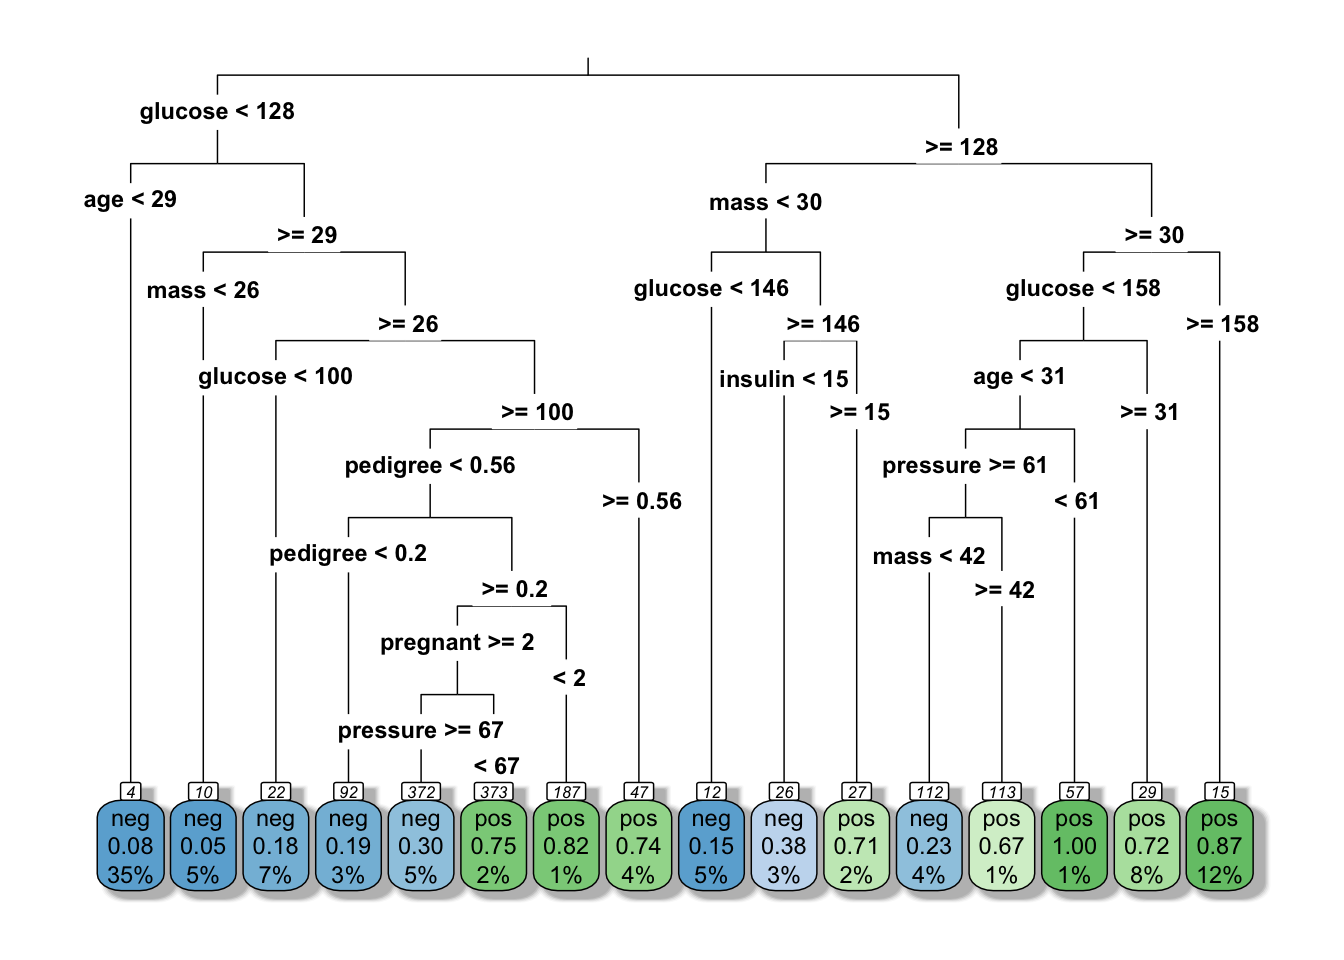 glucose < 128
>= 128
age < 29
mass < 30
>= 29
>= 30
mass < 26
glucose < 146
glucose < 158
>= 26
>= 146
>= 158
glucose < 100
insulin < 15
age < 31
>= 100
>= 15
>= 31
pedigree < 0.56
pressure >= 61
>= 0.56
< 61
pedigree < 0.2
mass < 42
>= 0.2
>= 42
pregnant >= 2
< 2
pressure >= 67
< 67
4 10 22 92 372 373 187 47 12 26 27 112 113 57 29 15
neg neg neg neg neg pos pos pos neg neg pos neg pos pos pos pos
0.08 0.05 0.18 0.19 0.30 0.75 0.82 0.74 0.15 0.38 0.71 0.23 0.67 1.00 0.72 0.87
35% 5% 7% 3% 5% 2% 1% 4% 5% 3% 2% 4% 1% 1% 8% 12%